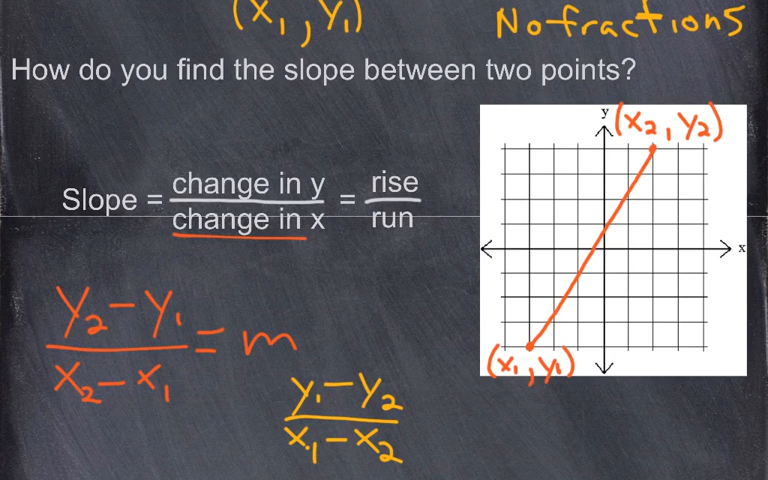 (x₁, y₁)
No fractions
How do you find the slope between two points?
y
(x₂, y₂)
Slope = change in y / change in x = rise / run
x
y₂ - y₁ / x₂ - x₁ = m
(x₁, y₁)
y₁ - y₂ / x₁ - x₂